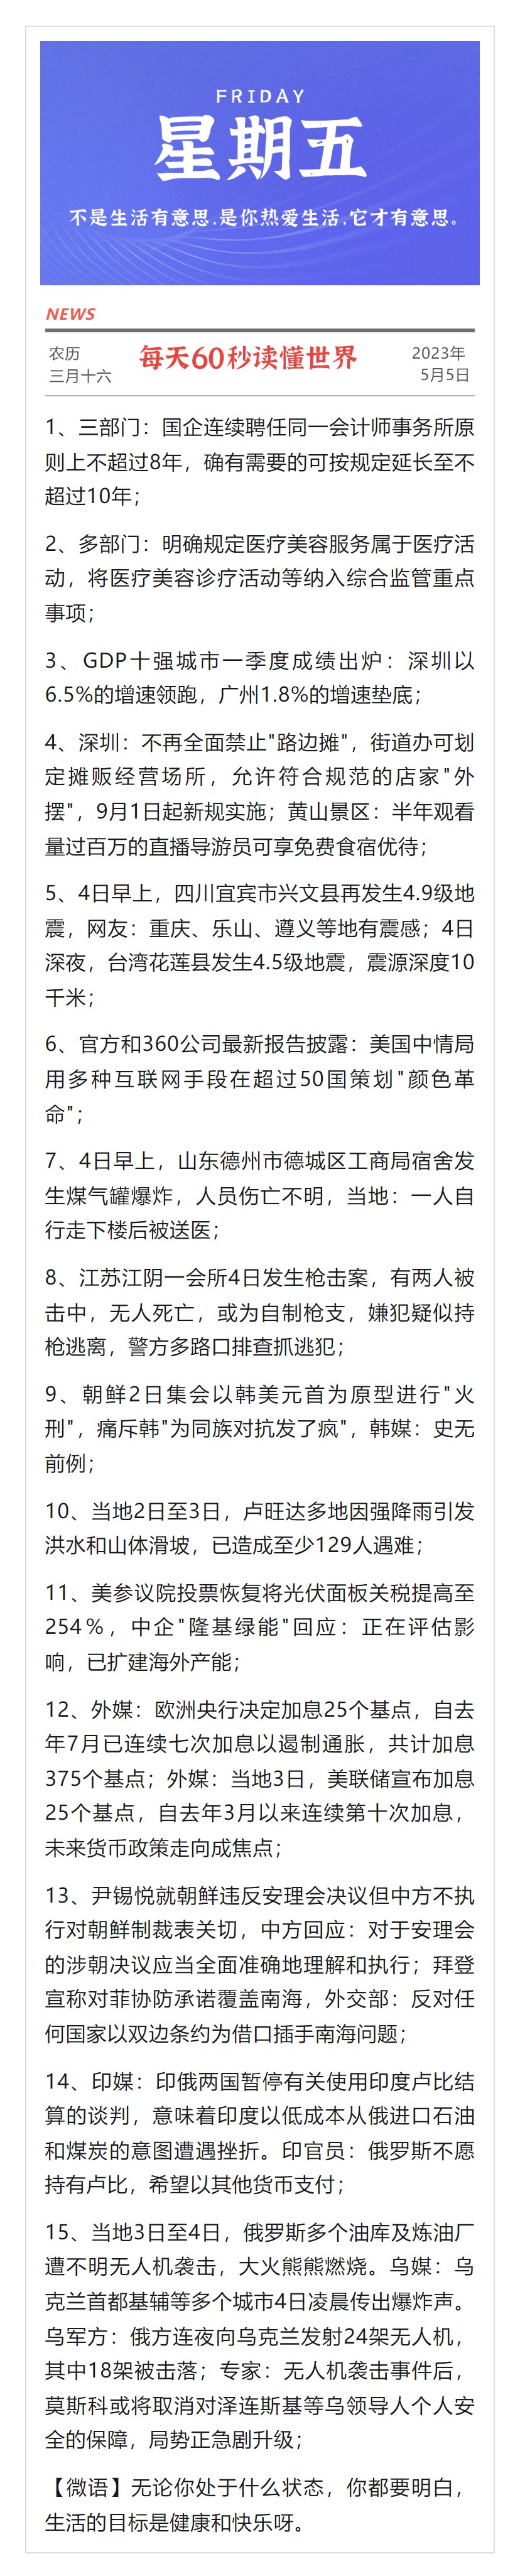 FRIDAY
星期五
不是生活有意思,是你热爱生活,它才有意思。
NEWS
农历
三月十六
每天60秒读懂世界
2023年
5月5日
1、三部门：国企连续聘任同一会计师事务所原
则上不超过8年，确有需要的可按规定延长至不
超过10年；
2、多部门：明确规定医疗美容服务属于医疗活
动，将医疗美容诊疗活动等纳入综合监管重点
事项；
3、GDP十强城市一季度成绩出炉：深圳以
6.5%的增速领跑，广州1.8%的增速垫底；
4、深圳：不再全面禁止"路边摊"，街道办可划
定摊贩经营场所，允许符合规范的店家"外
摆"，9月1日起新规实施；黄山景区：半年观看
量过百万的直播导游员可享免费食宿优待；
5、4日早上，四川宜宾市兴文县再发生4.9级地
震，网友：重庆、乐山、遵义等地有震感；4日
深夜，台湾花莲县发生4.5级地震，震源深度10
千米；
6、官方和360公司最新报告披露：美国中情局
用多种互联网手段在超过50国策划"颜色革
命"；
7、4日早上，山东德州市德城区工商局宿舍发
生煤气罐爆炸，人员伤亡不明，当地：一人自
行走下楼后被送医；
8、江苏江阴一会所4日发生枪击案，有两人被
击中，无人死亡，或为自制枪支，嫌犯疑似持
枪逃离，警方多路口排查抓逃犯；
9、朝鲜2日集会以韩美元首为原型进行"火
刑"，痛斥韩"为同族对抗发了疯"，韩媒：史无
前例；
10、当地2日至3日，卢旺达多地因强降雨引发
洪水和山体滑坡，已造成至少129人遇难；
11、美参议院投票恢复将光伏面板关税提高至
254％，中企"隆基绿能"回应：正在评估影
响，已扩建海外产能；
12、外媒：欧洲央行决定加息25个基点，自去
年7月已连续七次加息以遏制通胀，共计加息
375个基点；外媒：当地3日，美联储宣布加息
25个基点，自去年3月以来连续第十次加息，
未来货币政策走向成焦点；
13、尹锡悦就朝鲜违反安理会决议但中方不执
行对朝鲜制裁表关切，中方回应：对于安理会
的涉朝决议应当全面准确地理解和执行；拜登
宣称对菲协防承诺覆盖南海，外交部：反对任
何国家以双边条约为借口插手南海问题；
14、印媒：印俄两国暂停有关使用印度卢比结
算的谈判，意味着印度以低成本从俄进口石油
和煤炭的意图遭遇挫折。印官员：俄罗斯不愿
持有卢比，希望以其他货币支付；
15、当地3日至4日，俄罗斯多个油库及炼油厂
遭不明无人机袭击，大火熊熊燃烧。乌媒：乌
克兰首都基辅等多个城市4日凌晨传出爆炸声。
乌军方：俄方连夜向乌克兰发射24架无人机，
其中18架被击落；专家：无人机袭击事件后，
莫斯科或将取消对泽连斯基等乌领导人个人安
全的保障，局势正急剧升级；
【微语】无论你处于什么状态，你都要明白，
生活的目标是健康和快乐呀。